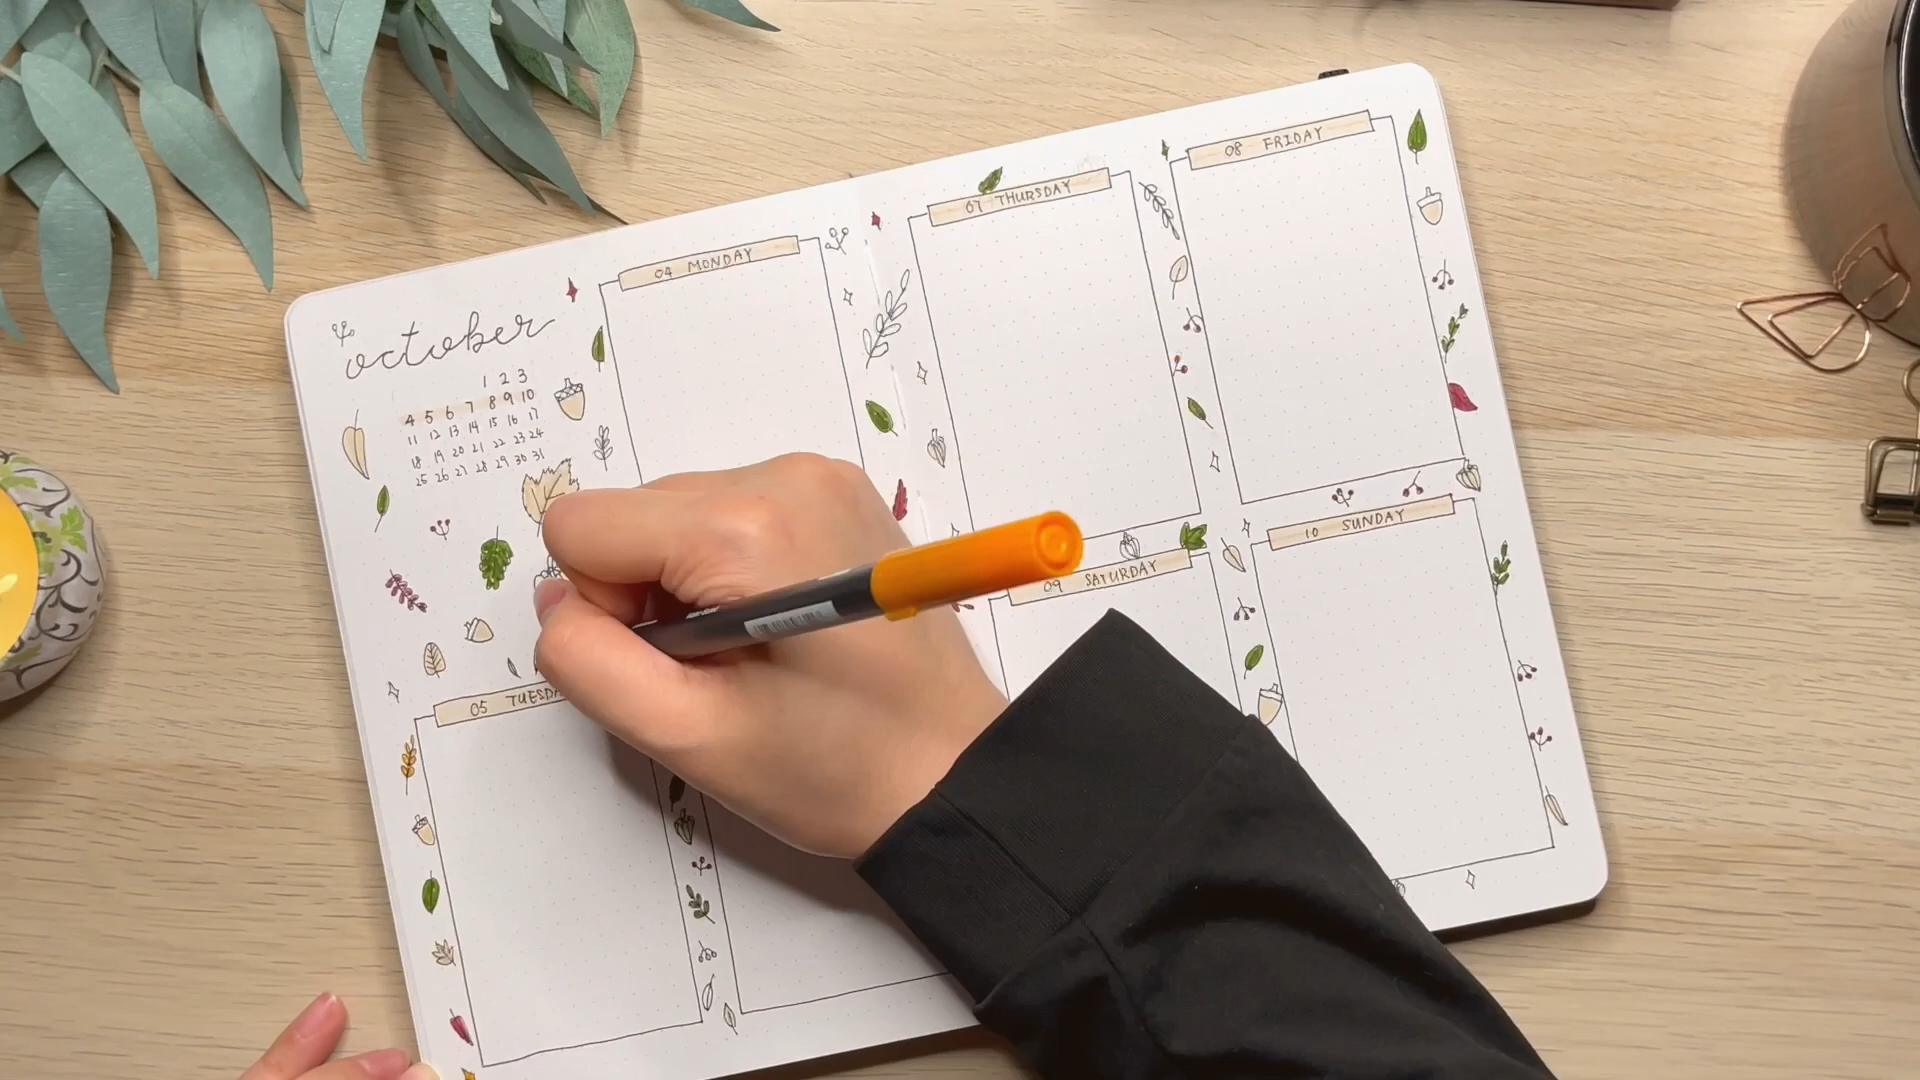 october
1 2 3
4 5 6 7 8 9 10
11 12 13 14 15 16 17
18 19 20 21 22 23 24
25 26 27 28 29 30 31
04 MONDAY
05 TUESDA
07 THURSDAY
08 FRIDAY
09 SATURDAY
10 SUNDAY